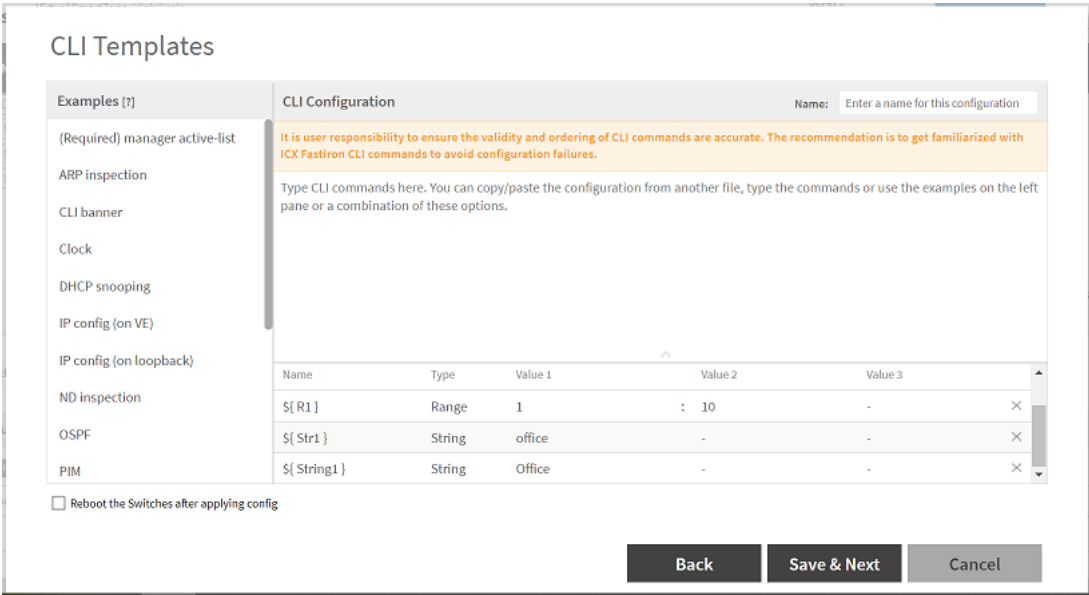 CLI Templates
Examples [?]
CLI Configuration
Name:
Enter a name for this configuration
(Required) manager active-list
ARP inspection
CLI banner
Clock
DHCP snooping
IP config (on VE)
IP config (on loopback)
ND inspection
OSPF
PIM
It is user responsibility to ensure the validity and ordering of CLI commands are accurate. The recommendation is to get familiarized with
ICX Fastiron CLI commands to avoid configuration failures.
Type CLI commands here. You can copy/paste the configuration from another file, type the commands or use the examples on the left
pane or a combination of these options.
Name Type Value 1 Value 2 Value 3
${ R1 } Range 1 : 10 -
${ Str1 } String office - -
${ String1 } String Office - -
Reboot the Switches after applying config
Back
Save & Next
Cancel